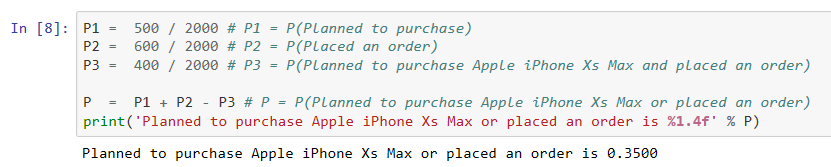 In [8]: P1 =  500 / 2000 # P1 = P(Planned to purchase)
P2 =  600 / 2000 # P2 = P(Placed an order)
P3 =  400 / 2000 # P3 = P(Planned to purchase Apple iPhone Xs Max and placed an order)
P  =  P1 + P2 - P3 # P = P(Planned to purchase Apple iPhone Xs Max or placed an order)
print('Planned to purchase Apple iPhone Xs Max or placed an order is %1.4f' % P)
Planned to purchase Apple iPhone Xs Max or placed an order is 0.3500